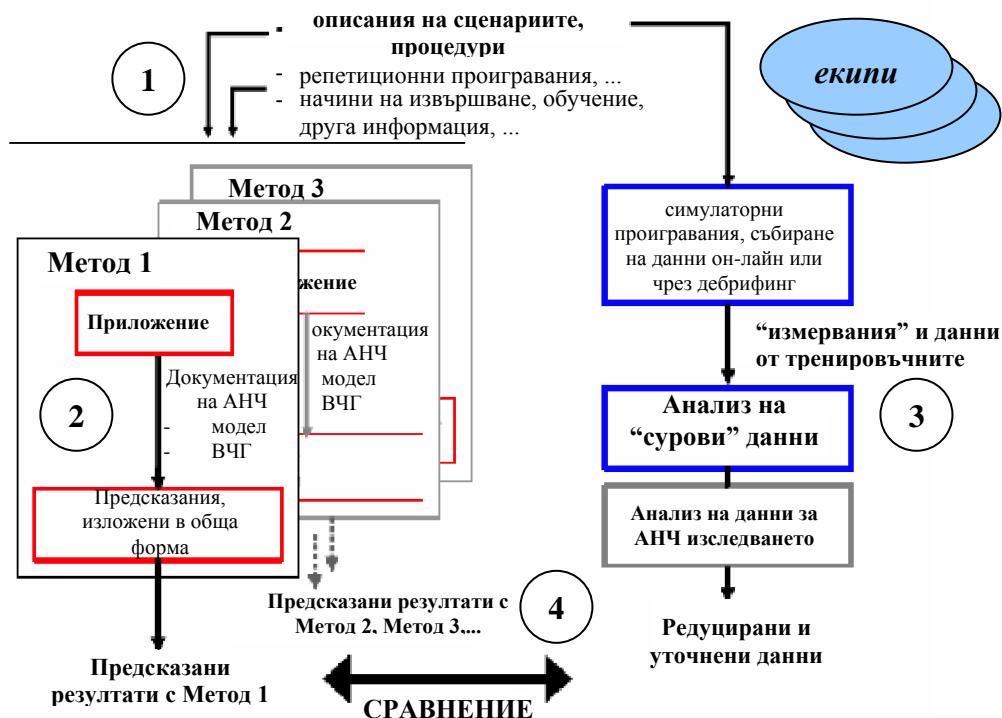 описания на сценариите,
процедури
- репетиционни проигравания, ...
- начини на извършване, обучение,
друга информация, ...
1
екипи
Метод 3
Метод 2
жение
окументация
на АНЧ
модел
ВЧГ
Метод 1
Приложение
2
Документация
на АНЧ
- модел
- ВЧГ
Предсказания,
изложени в обща
форма
Предсказани
резултати с Метод 1
Предсказани резултати с
Метод 2, Метод 3,...
4
СРАВНЕНИЕ
симулаторни
проигравания, събиране
на данни он-лайн или
чрез дебрифинг
“измервания” и данни
от тренировъчните
Анализ на
“сурови” данни
3
Анализ на данни за
АНЧ изследването
Редуцирани и
уточнени данни